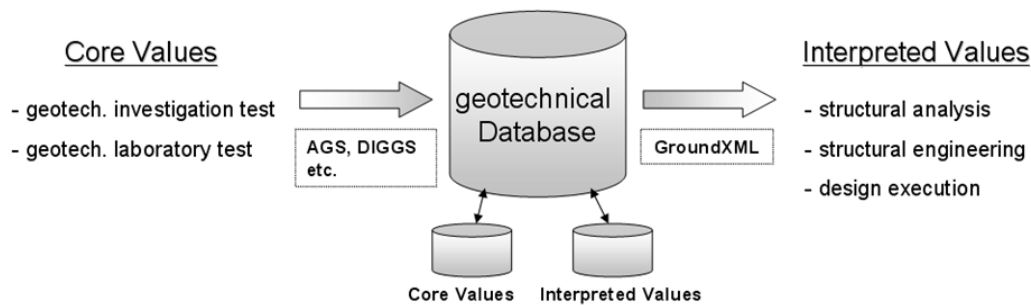 Core Values
- geotech. investigation test
- geotech. laboratory test
AGS, DIGGS
etc.
geotechnical
Database
GroundXML
Interpreted Values
- structural analysis
- structural engineering
- design execution
Core Values
Interpreted Values